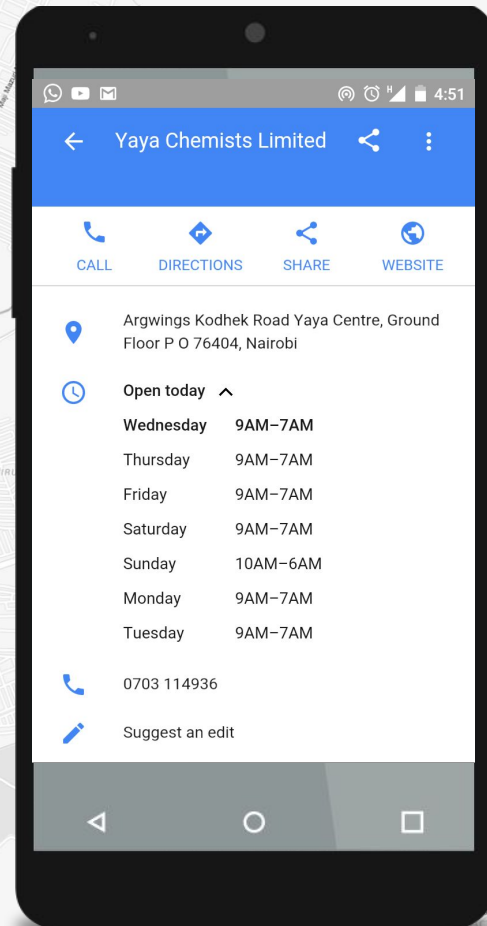 4:51
Yaya Chemists Limited
CALL DIRECTIONS SHARE WEBSITE
Argwings Kodhek Road Yaya Centre, Ground
Floor P O 76404, Nairobi
Open today
Wednesday 9AM–7AM
Thursday 9AM–7AM
Friday 9AM–7AM
Saturday 9AM–7AM
Sunday 10AM–6AM
Monday 9AM–7AM
Tuesday 9AM–7AM
0703 114936
Suggest an edit